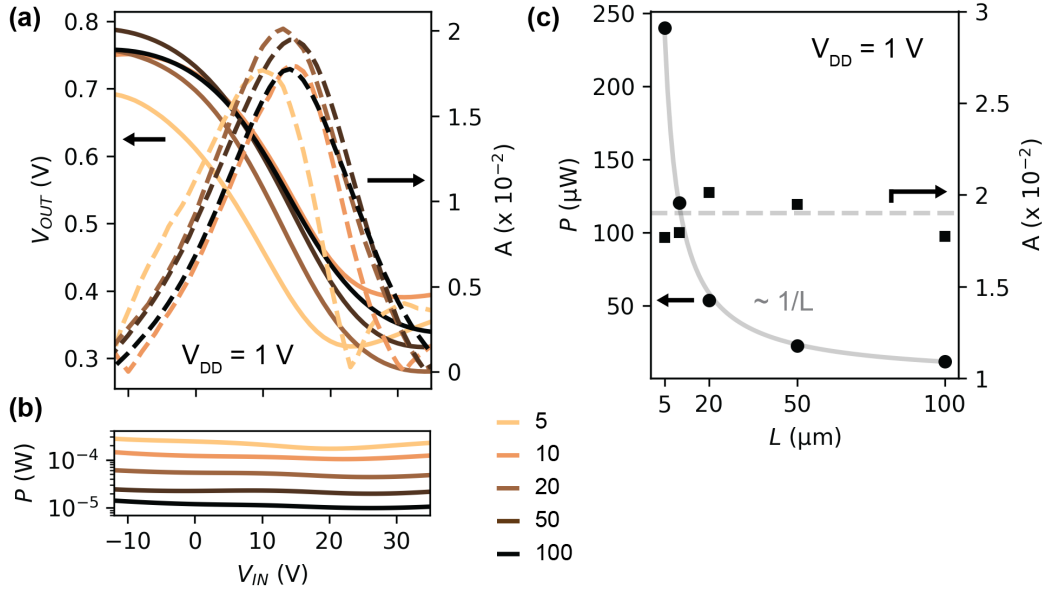 (a)
0.8
0.7
0.6
0.5
0.4
0.3
V_OUT (V)
V_DD = 1 V
2
1.5
1
0.5
0
A (x 10^-2)
(b)
10^-4
10^-5
P (W)
−10
0
10
20
30
V_IN (V)
5
10
20
50
100
(c)
250
200
150
100
50
P (μW)
V_DD = 1 V
~ 1/L
3
2.5
2
1.5
1
A (x 10^-2)
5
20
50
100
L (μm)